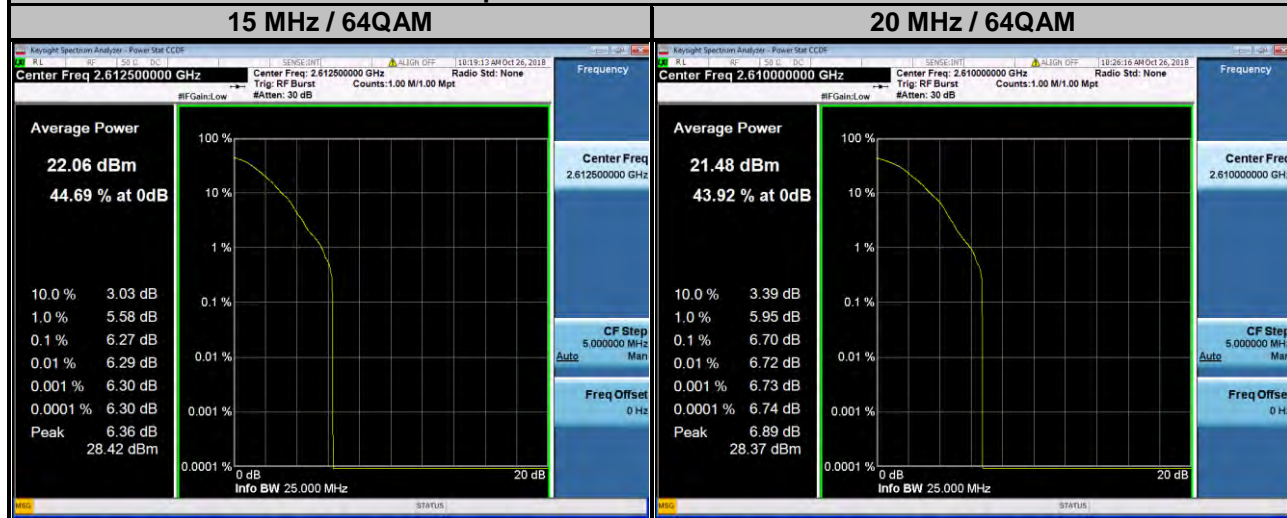 15 MHz / 64QAM
Keysight Spectrum Analyzer - Power Stat CCDF
RL RF 50 Ω DC SENSE:INT ALIGN OFF 10:19:13 AM Oct 26, 2018
Center Freq 2.612500000 GHz
Center Freq: 2.612500000 GHz Radio Std: None
Trig: RF Burst Counts:1.00 M/1.00 Mpt
#IFGain:Low #Atten: 30 dB
Frequency
Average Power
22.06 dBm
44.69 % at 0dB
10.0 % 3.03 dB
1.0 % 5.58 dB
0.1 % 6.27 dB
0.01 % 6.29 dB
0.001 % 6.30 dB
0.0001 % 6.30 dB
Peak 6.36 dB
28.42 dBm
100 %
10 %
1 %
0.1 %
0.01 %
0.001 %
0.0001 %
0 dB 20 dB
Info BW 25.000 MHz
Center Freq
2.612500000 GHz
CF Step
5.000000 MHz
Auto Man
Freq Offset
0 Hz
MSG STATUS
20 MHz / 64QAM
Keysight Spectrum Analyzer - Power Stat CCDF
RL RF 50 Ω DC SENSE:INT ALIGN OFF 10:26:16 AM Oct 26, 2018
Center Freq 2.610000000 GHz
Center Freq: 2.610000000 GHz Radio Std: None
Trig: RF Burst Counts:1.00 M/1.00 Mpt
#IFGain:Low #Atten: 30 dB
Frequency
Average Power
21.48 dBm
43.92 % at 0dB
10.0 % 3.39 dB
1.0 % 5.95 dB
0.1 % 6.70 dB
0.01 % 6.72 dB
0.001 % 6.73 dB
0.0001 % 6.74 dB
Peak 6.89 dB
28.37 dBm
100 %
10 %
1 %
0.1 %
0.01 %
0.001 %
0.0001 %
0 dB 20 dB
Info BW 25.000 MHz
Center Freq
2.610000000 GHz
CF Step
5.000000 MHz
Auto Man
Freq Offset
0 Hz
MSG STATUS